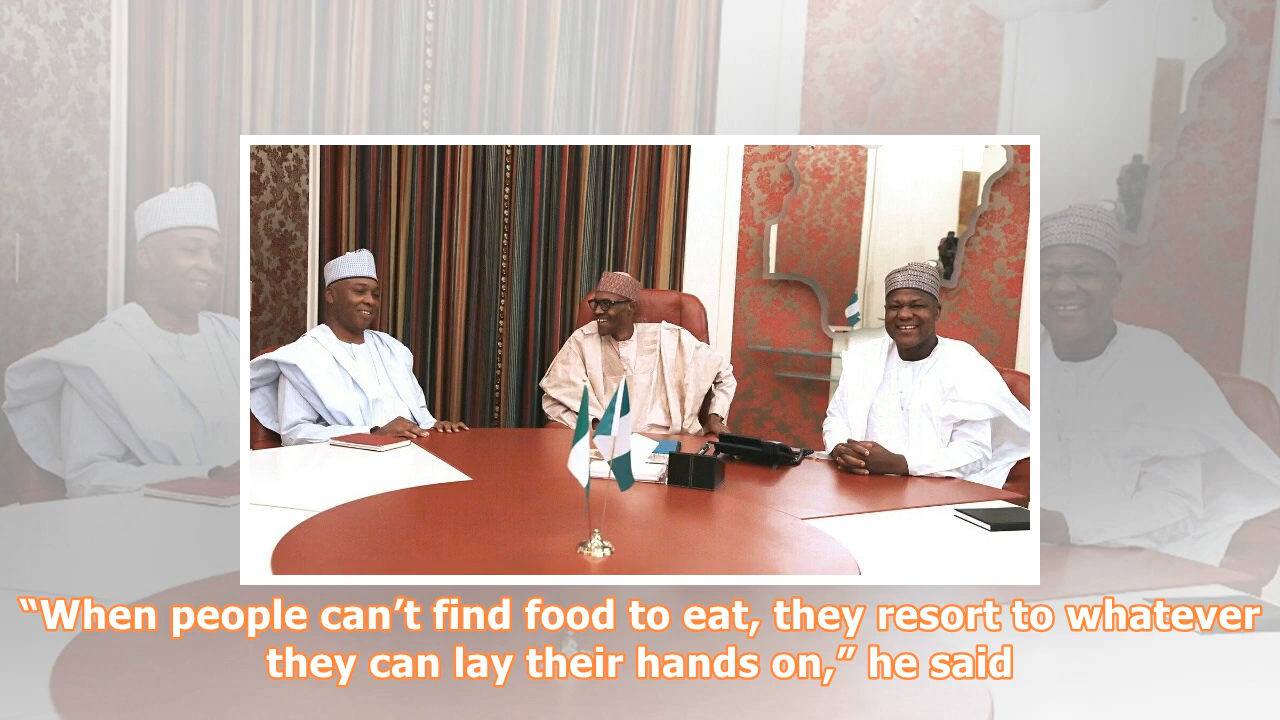 “When people can’t find food to eat, they resort to whatever
they can lay their hands on,” he said